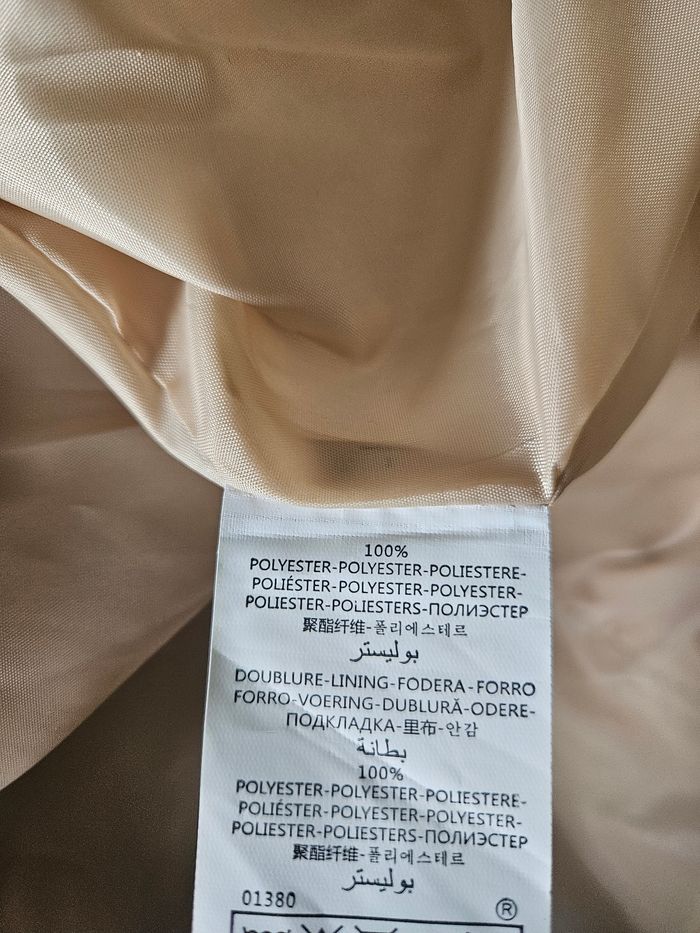 100%
POLYESTER-POLYESTER-POLIESTERE-
POLIÉSTER-POLYESTER-POLYESTER-
POLIESTER-POLIESTERS-ПОЛИЭСТЕР
聚酯纤维-폴리에스테르
بوليستر
DOUBLURE-LINING-FODERA-FORRO
FORRO-VOERING-DUBLURĂ-ODERE-
ПОДКЛАДКА-里布-안감
بطانة
100%
POLYESTER-POLYESTER-POLIESTERE-
POLIÉSTER-POLYESTER-POLYESTER-
POLIESTER-POLIESTERS-ПОЛИЭСТЕР
聚酯纤维-폴리에스테르
بوليستر
01380 ®